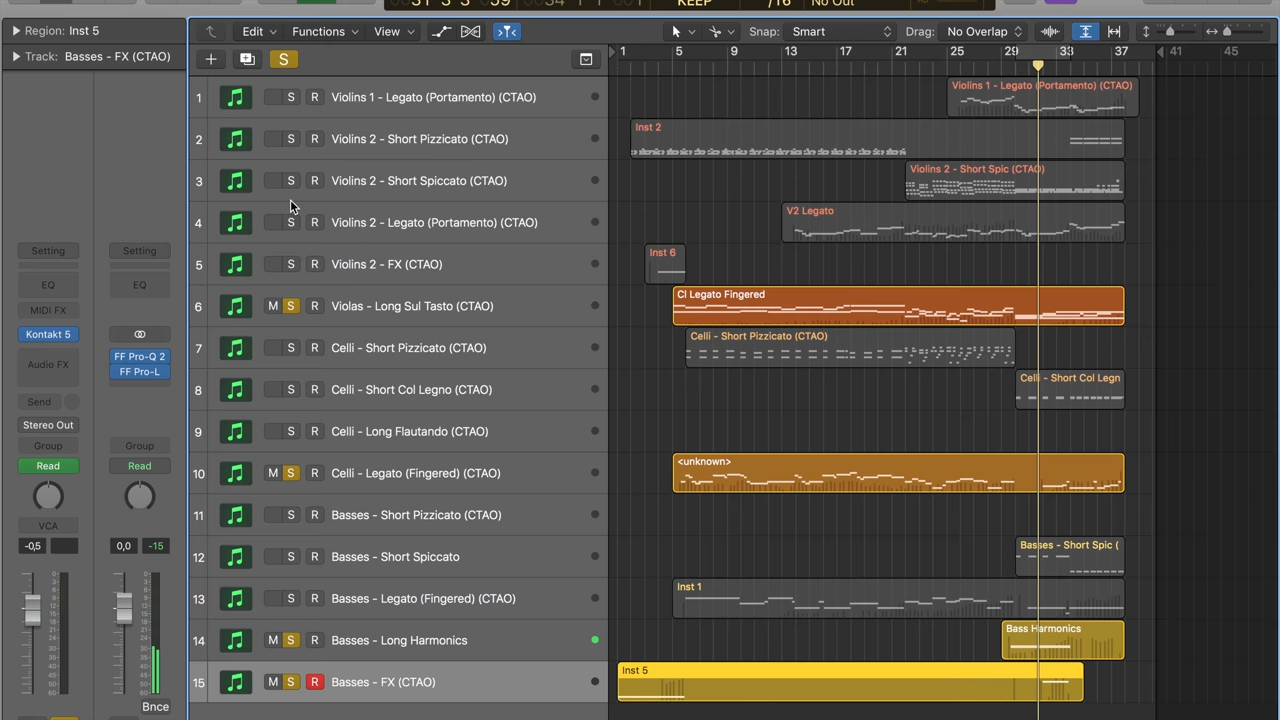 KEEP /16 No Out
Region: Inst 5
Track: Basses - FX (CTAO)
Edit Functions View Snap: Smart Drag: No Overlap
S
1 5 9 13 17 21 25 29 33 37 41 45
1 S R Violins 1 - Legato (Portamento) (CTAO)
Violins 1 - Legato (Portamento) (CTAO)
2 S R Violins 2 - Short Pizzicato (CTAO)
Inst 2
3 S R Violins 2 - Short Spiccato (CTAO)
Violins 2 - Short Spic (CTAO)
4 S R Violins 2 - Legato (Portamento) (CTAO)
V2 Legato
5 S R Violins 2 - FX (CTAO)
Inst 6
6 M S R Violas - Long Sul Tasto (CTAO)
Cl Legato Fingered
7 S R Celli - Short Pizzicato (CTAO)
Celli - Short Pizzicato (CTAO)
8 S R Celli - Short Col Legno (CTAO)
Celli - Short Col Legn
9 S R Celli - Long Flautando (CTAO)
10 M S R Celli - Legato (Fingered) (CTAO)
<unknown>
11 S R Basses - Short Pizzicato (CTAO)
12 S R Basses - Short Spiccato
Basses - Short Spic (
13 S R Basses - Legato (Fingered) (CTAO)
Inst 1
14 M S R Basses - Long Harmonics
Bass Harmonics
15 M S R Basses - FX (CTAO)
Inst 5
Setting Setting
EQ EQ
MIDI FX
Kontakt 5
FF Pro-Q 2
FF Pro-L
Audio FX
Send
Stereo Out
Group Group
Read Read
VCA
-0,5 0,0 -15
Bnce